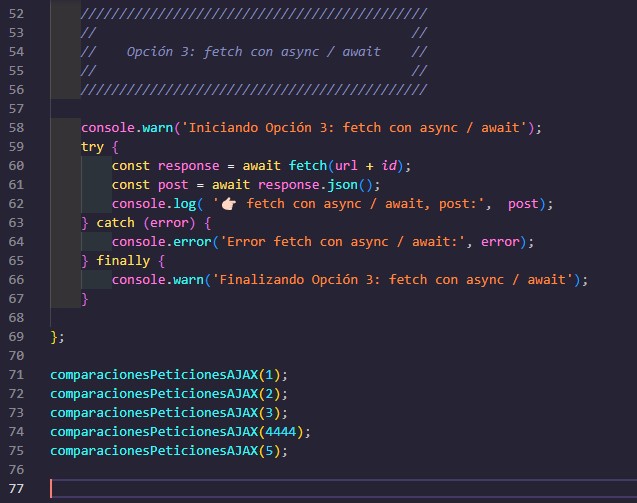 52 /////////////////////////////////////////////
53 // //
54 // Opción 3: fetch con async / await //
55 // //
56 /////////////////////////////////////////////
57
58 console.warn('Iniciando Opción 3: fetch con async / await');
59 try {
60 const response = await fetch(url + id);
61 const post = await response.json();
62 console.log( '👉🏻 fetch con async / await, post:', post);
63 } catch (error) {
64 console.error('Error fetch con async / await:', error);
65 } finally {
66 console.warn('Finalizando Opción 3: fetch con async / await');
67 }
68
69 };
70
71 comparacionesPeticionesAJAX(1);
72 comparacionesPeticionesAJAX(2);
73 comparacionesPeticionesAJAX(3);
74 comparacionesPeticionesAJAX(4444);
75 comparacionesPeticionesAJAX(5);
76
77